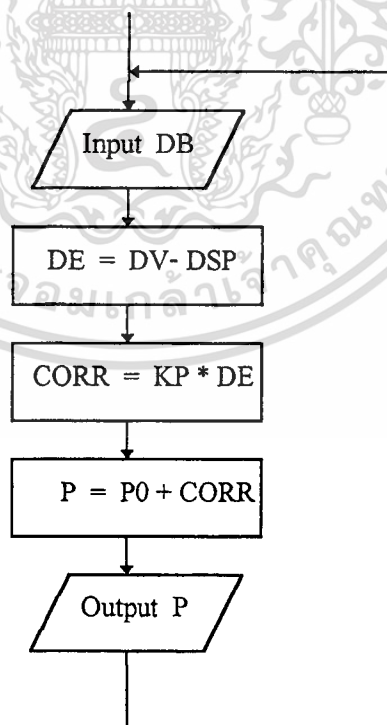 Input DB
DE = DV- DSP
CORR = KP * DE
P = P0 + CORR
Output P